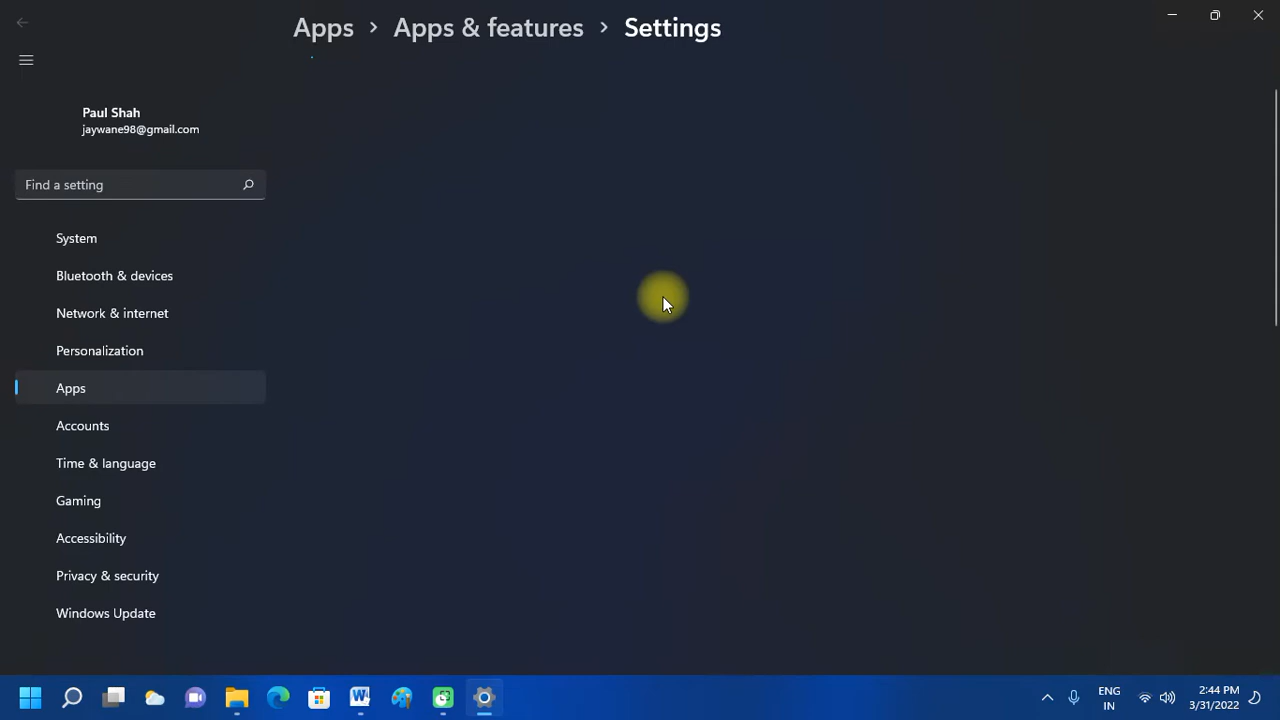 Apps > Apps & features > Settings
Paul Shah
jaywane98@gmail.com
Find a setting
System
Bluetooth & devices
Network & internet
Personalization
Apps
Accounts
Time & language
Gaming
Accessibility
Privacy & security
Windows Update
ENG
IN
2:44 PM
3/31/2022